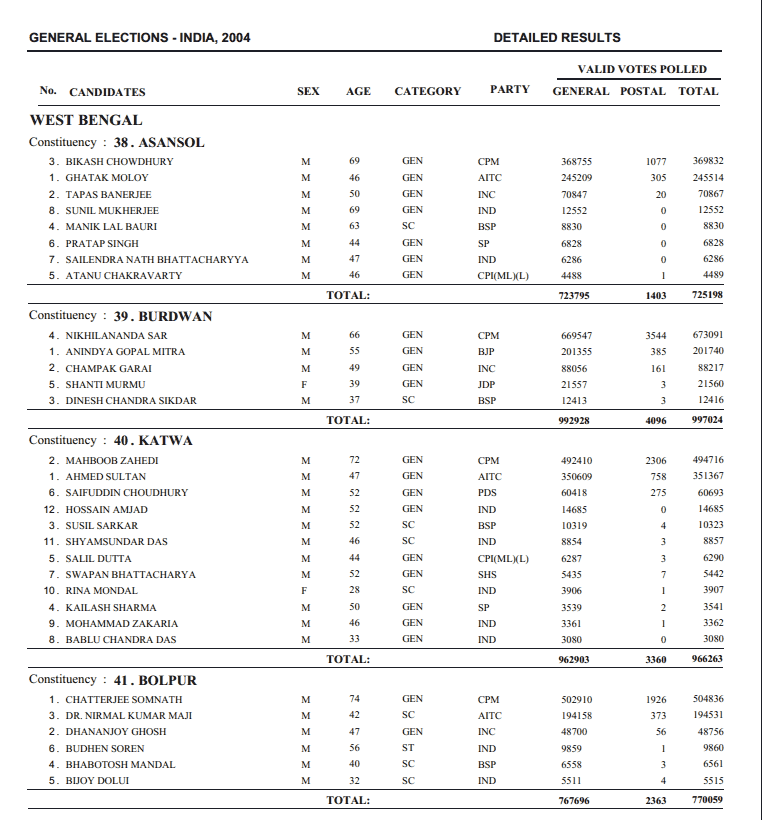 GENERAL ELECTIONS - INDIA, 2004 DETAILED RESULTS
VALID VOTES POLLED
No. CANDIDATES SEX AGE CATEGORY PARTY GENERAL POSTAL TOTAL
WEST BENGAL
Constituency : 38 . ASANSOL
3 . BIKASH CHOWDHURY M 69 GEN CPM 368755 1077 369832
1 . GHATAK MOLOY M 46 GEN AITC 245209 305 245514
2 . TAPAS BANERJEE M 50 GEN INC 70847 20 70867
8 . SUNIL MUKHERJEE M 69 GEN IND 12552 0 12552
4 . MANIK LAL BAURI M 63 SC BSP 8830 0 8830
6 . PRATAP SINGH M 44 GEN SP 6828 0 6828
7 . SAILENDRA NATH BHATTACHARYYA M 47 GEN IND 6286 0 6286
5 . ATANU CHAKRAVARTY M 46 GEN CPI(ML)(L) 4488 1 4489
TOTAL: 723795 1403 725198
Constituency : 39 . BURDWAN
4 . NIKHILANANDA SAR M 66 GEN CPM 669547 3544 673091
1 . ANINDYA GOPAL MITRA M 55 GEN BJP 201355 385 201740
2 . CHAMPAK GARAI M 49 GEN INC 88056 161 88217
5 . SHANTI MURMU F 39 GEN JDP 21557 3 21560
3 . DINESH CHANDRA SIKDAR M 37 SC BSP 12413 3 12416
TOTAL: 992928 4096 997024
Constituency : 40 . KATWA
2 . MAHBOOB ZAHEDI M 72 GEN CPM 492410 2306 494716
1 . AHMED SULTAN M 47 GEN AITC 350609 758 351367
6 . SAIFUDDIN CHOUDHURY M 52 GEN PDS 60418 275 60693
12 . HOSSAIN AMJAD M 52 GEN IND 14685 0 14685
3 . SUSIL SARKAR M 52 SC BSP 10319 4 10323
11 . SHYAMSUNDAR DAS M 46 SC IND 8854 3 8857
5 . SALIL DUTTA M 44 GEN CPI(ML)(L) 6287 3 6290
7 . SWAPAN BHATTACHARYA M 52 GEN SHS 5435 7 5442
10 . RINA MONDAL F 28 SC IND 3906 1 3907
4 . KAILASH SHARMA M 50 GEN SP 3539 2 3541
9 . MOHAMMAD ZAKARIA M 46 GEN IND 3361 1 3362
8 . BABLU CHANDRA DAS M 33 GEN IND 3080 0 3080
TOTAL: 962903 3360 966263
Constituency : 41 . BOLPUR
1 . CHATTERJEE SOMNATH M 74 GEN CPM 502910 1926 504836
3 . DR. NIRMAL KUMAR MAJI M 42 SC AITC 194158 373 194531
2 . DHANANJOY GHOSH M 47 GEN INC 48700 56 48756
6 . BUDHEN SOREN M 56 ST IND 9859 1 9860
4 . BHABOTOSH MANDAL M 40 SC BSP 6558 3 6561
5 . BIJOY DOLUI M 32 SC IND 5511 4 5515
TOTAL: 767696 2363 770059